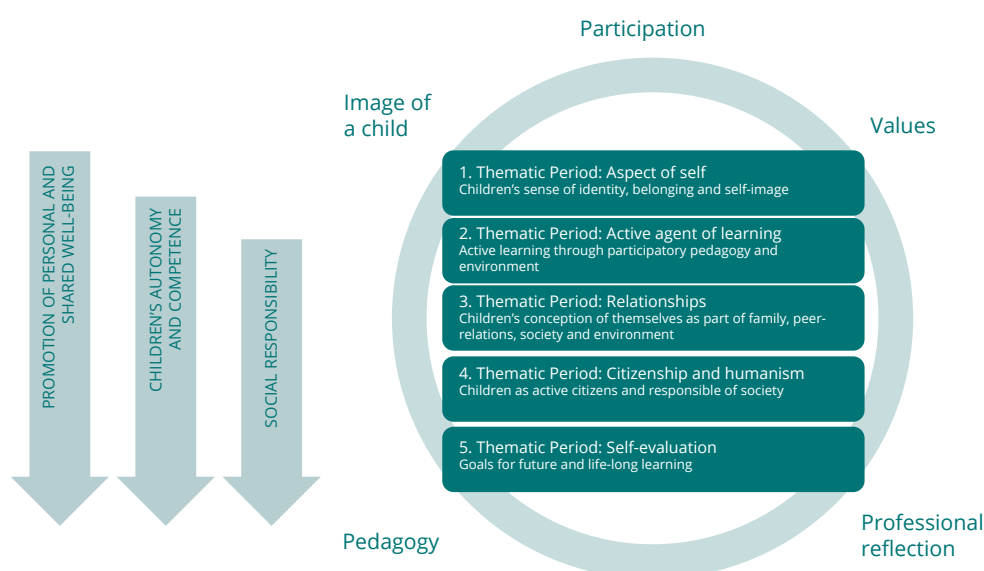 Participation
Image of
a child
Values
PROMOTION OF PERSONAL AND
SHARED WELL-BEING
CHILDREN'S AUTONOMY
AND COMPETENCE
SOCIAL RESPONSIBILITY
1. Thematic Period: Aspect of self
Children's sense of identity, belonging and self-image
2. Thematic Period: Active agent of learning
Active learning through participatory pedagogy and
environment
3. Thematic Period: Relationships
Children's conception of themselves as part of family, peer-
relations, society and environment
4. Thematic Period: Citizenship and humanism
Children as active citizens and responsible of society
5. Thematic Period: Self-evaluation
Goals for future and life-long learning
Pedagogy
Professional
reflection